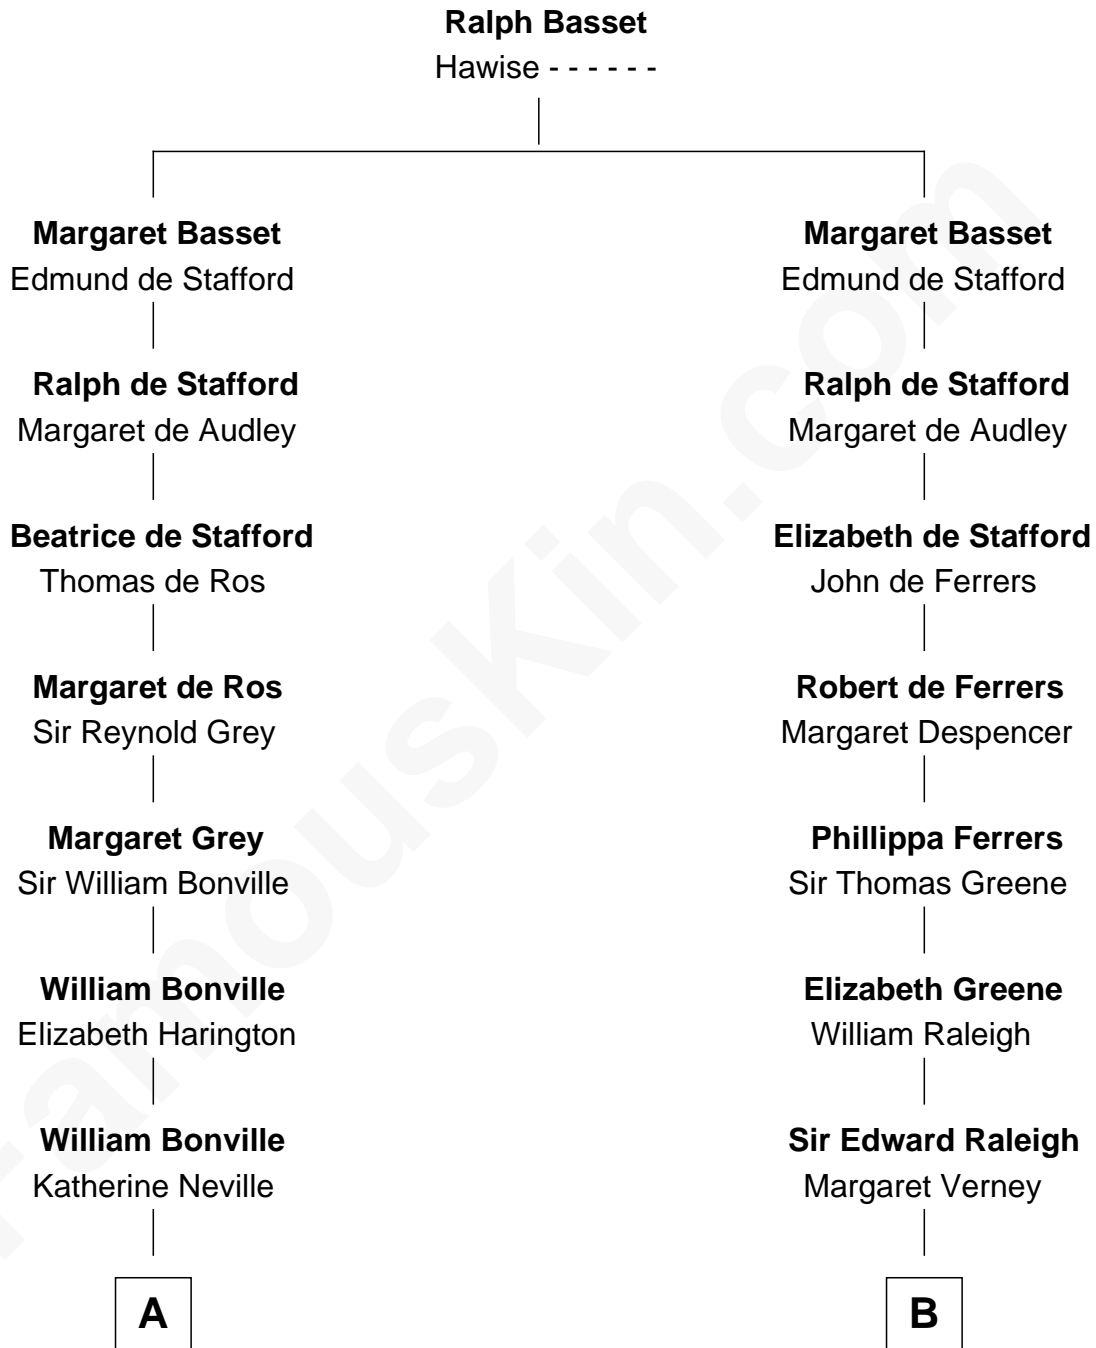 Ralph Basset
Hawise - - - - - -
Margaret Basset Margaret Basset
Edmund de Stafford Edmund de Stafford
Ralph de Stafford Ralph de Stafford
Margaret de Audley Margaret de Audley
Beatrice de Stafford Elizabeth de Stafford
Thomas de Ros John de Ferrers
Margaret de Ros Robert de Ferrers
Sir Reynold Grey Margaret Despencer
Margaret Grey Phillippa Ferrers
Sir William Bonville Sir Thomas Greene
William Bonville Elizabeth Greene
Elizabeth Harington William Raleigh
William Bonville Sir Edward Raleigh
Katherine Neville Margaret Verney
A B
FamousKin.com